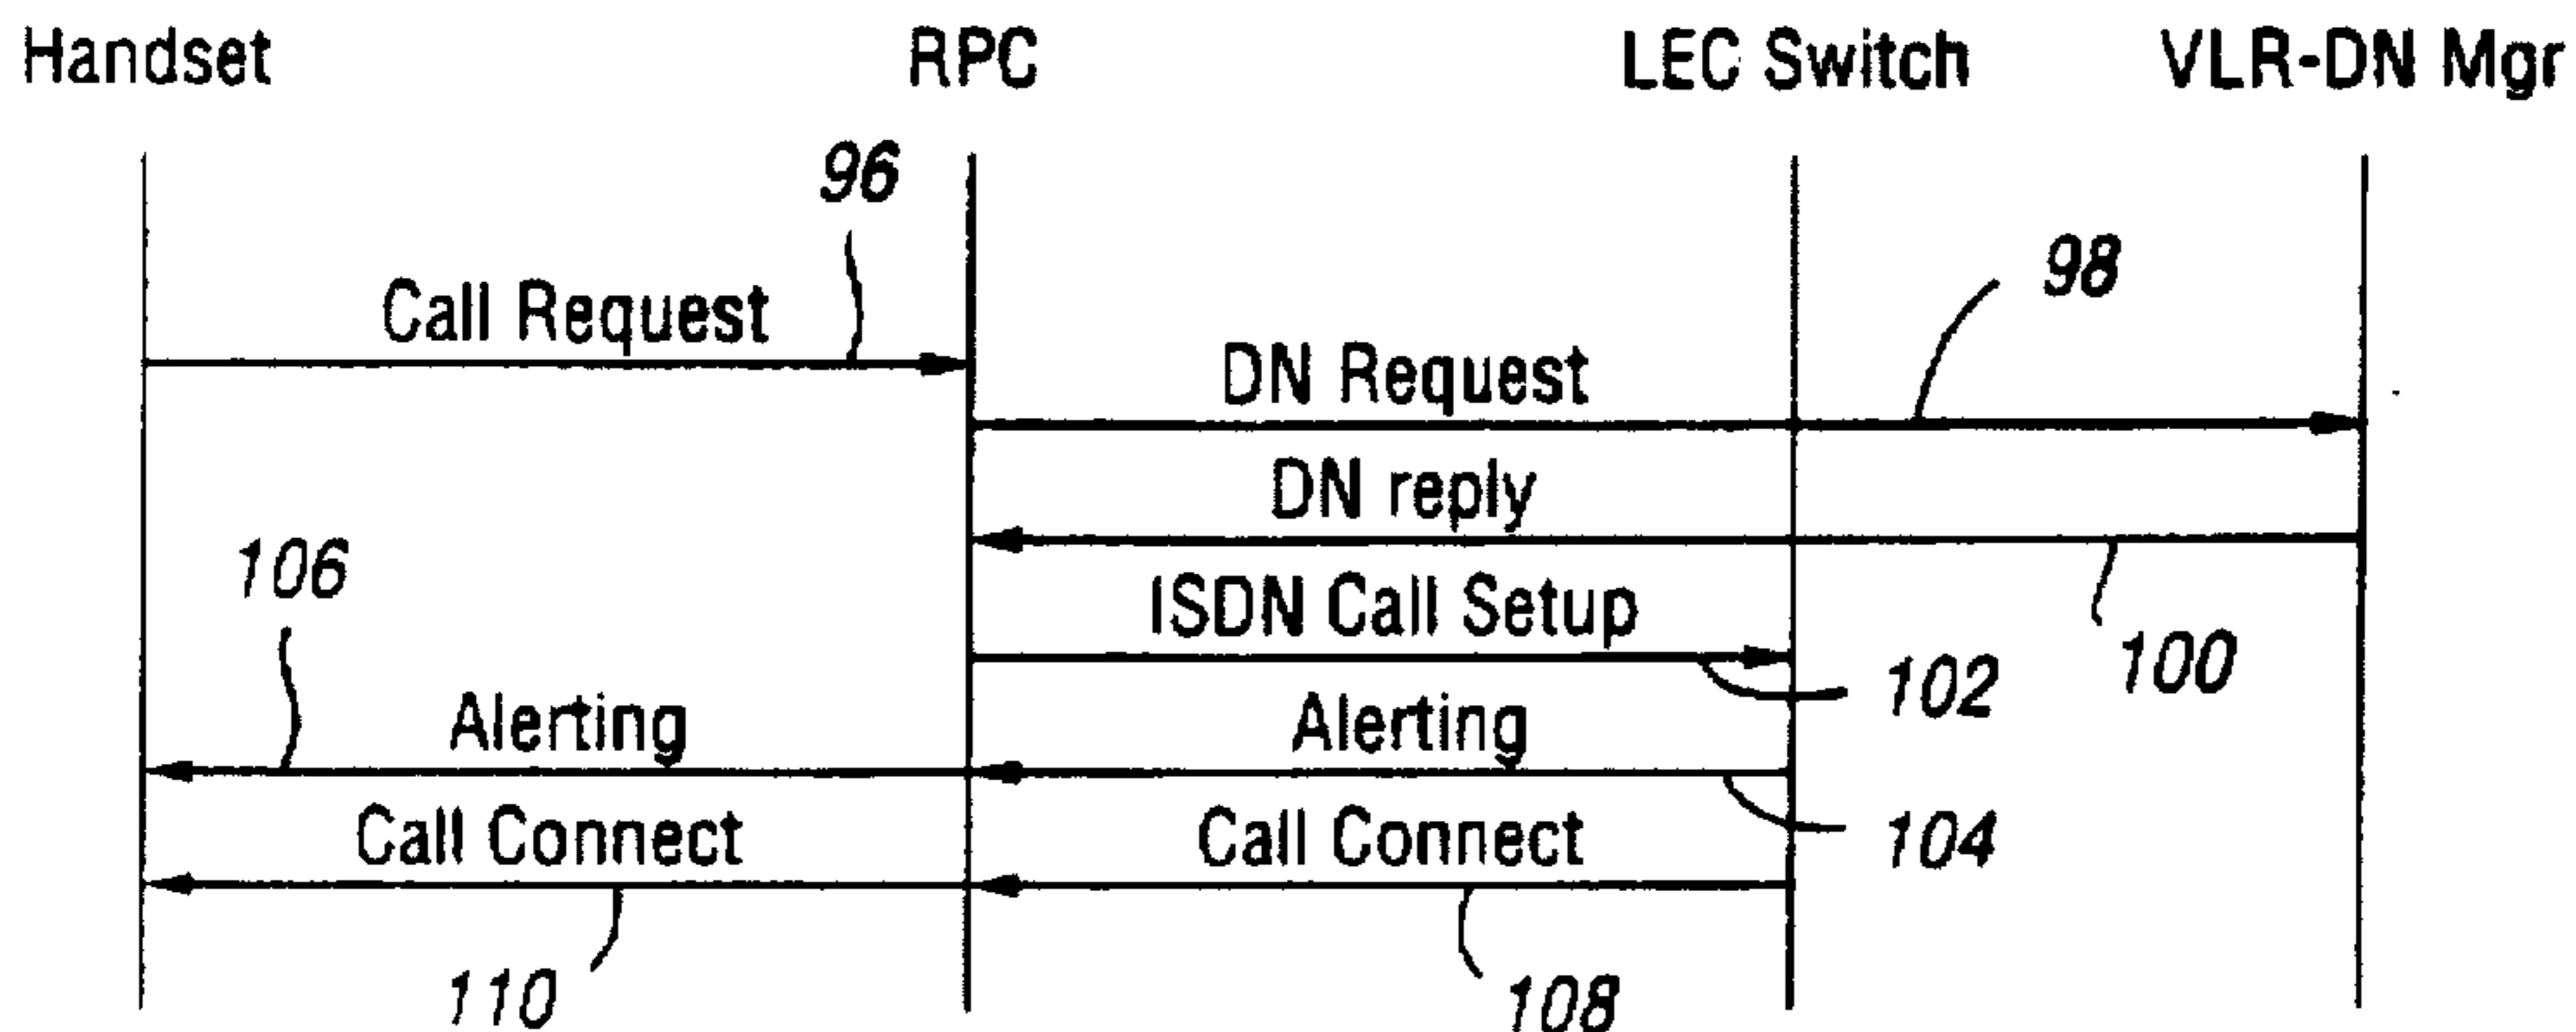 Handset RPC LEC Switch VLR-DN Mgr
96
98
Call Request
DN Request
DN reply
106
ISDN Call Setup
100
102
Alerting Alerting
104
Call Connect Call Connect
110
108